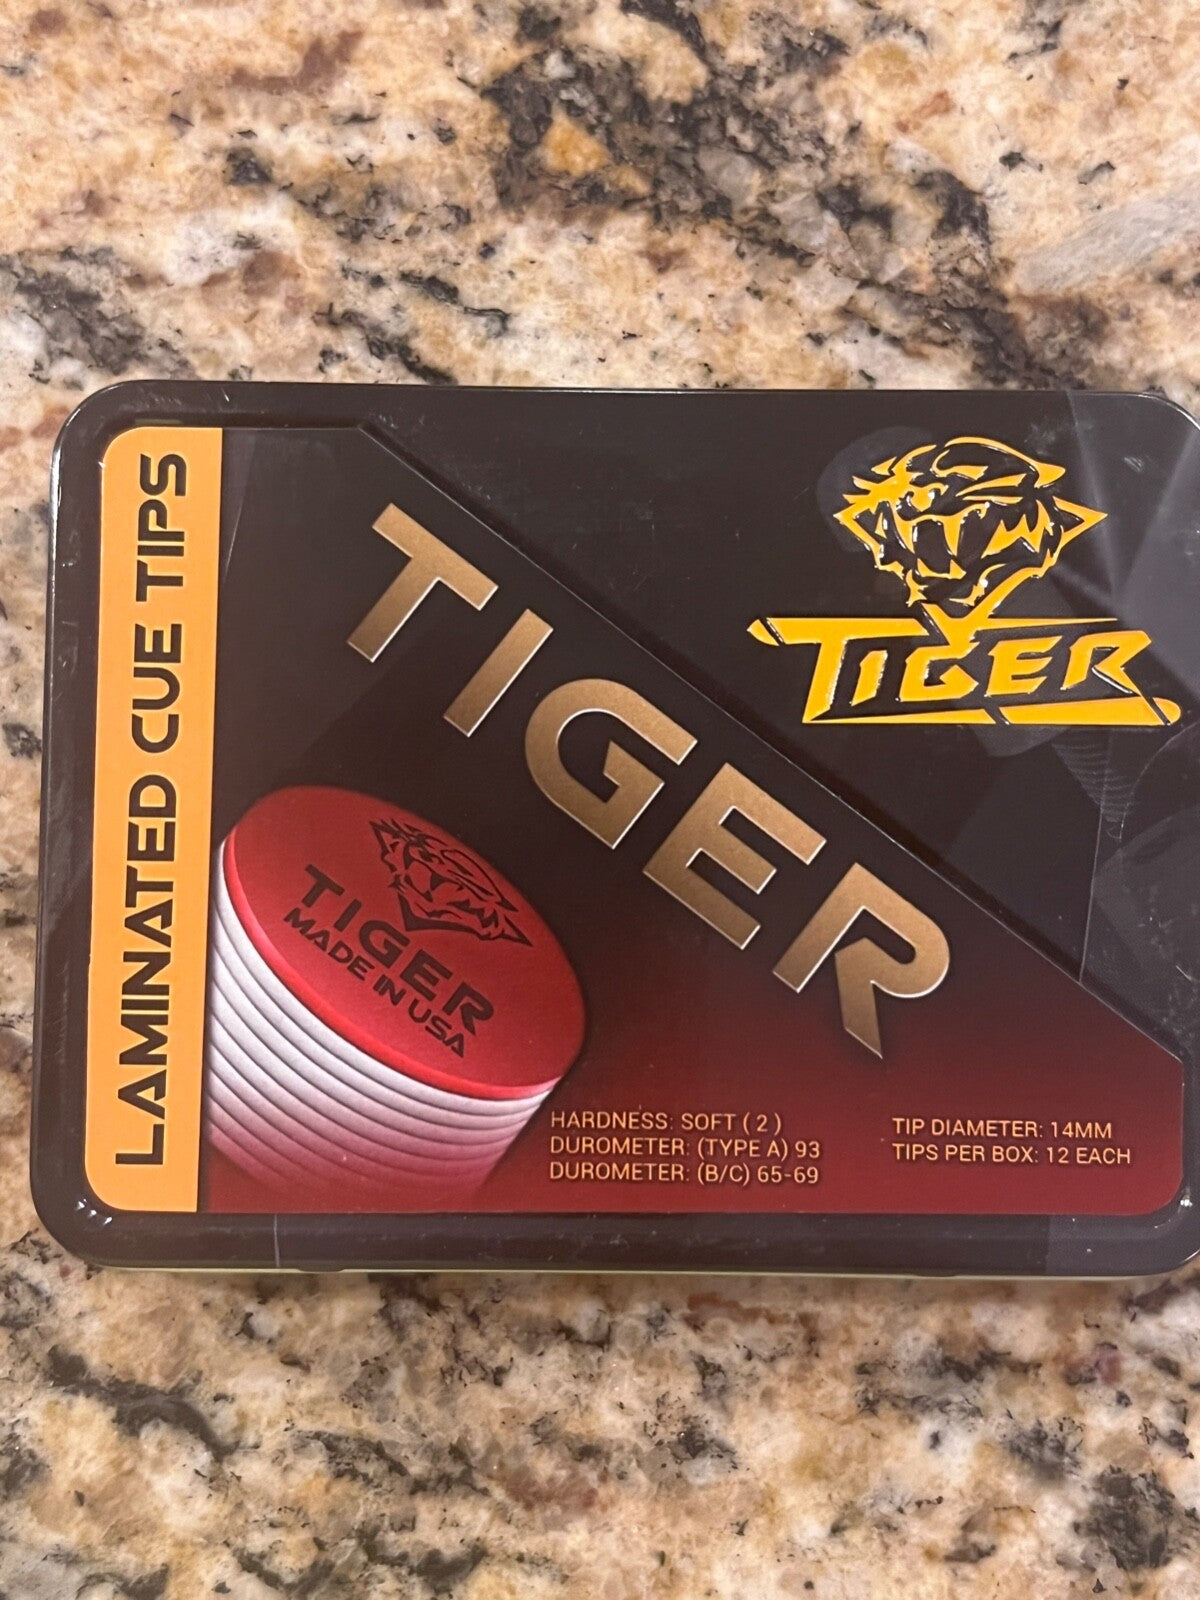 LAMINATED CUE TIPS
TIGER
TIGER
TIGER
MADE IN USA
HARDNESS: SOFT ( 2 )
DUROMETER: (TYPE A) 93
DUROMETER: (B/C) 65-69
TIP DIAMETER: 14MM
TIPS PER BOX: 12 EACH